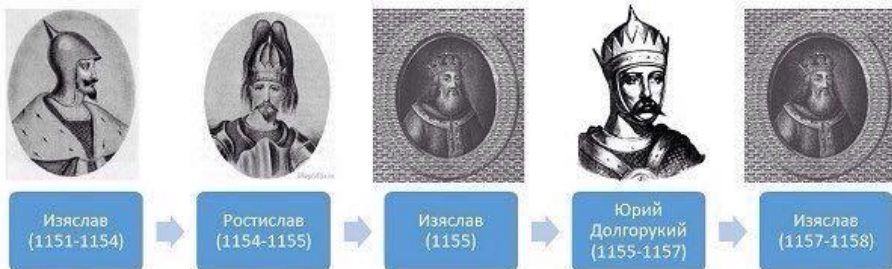 Изяслав
(1151-1154)
Ростислав
(1154-1155)
Изяслав
(1155)
Юрий
Долгорукий
(1155-1157)
Изяслав
(1157-1158)